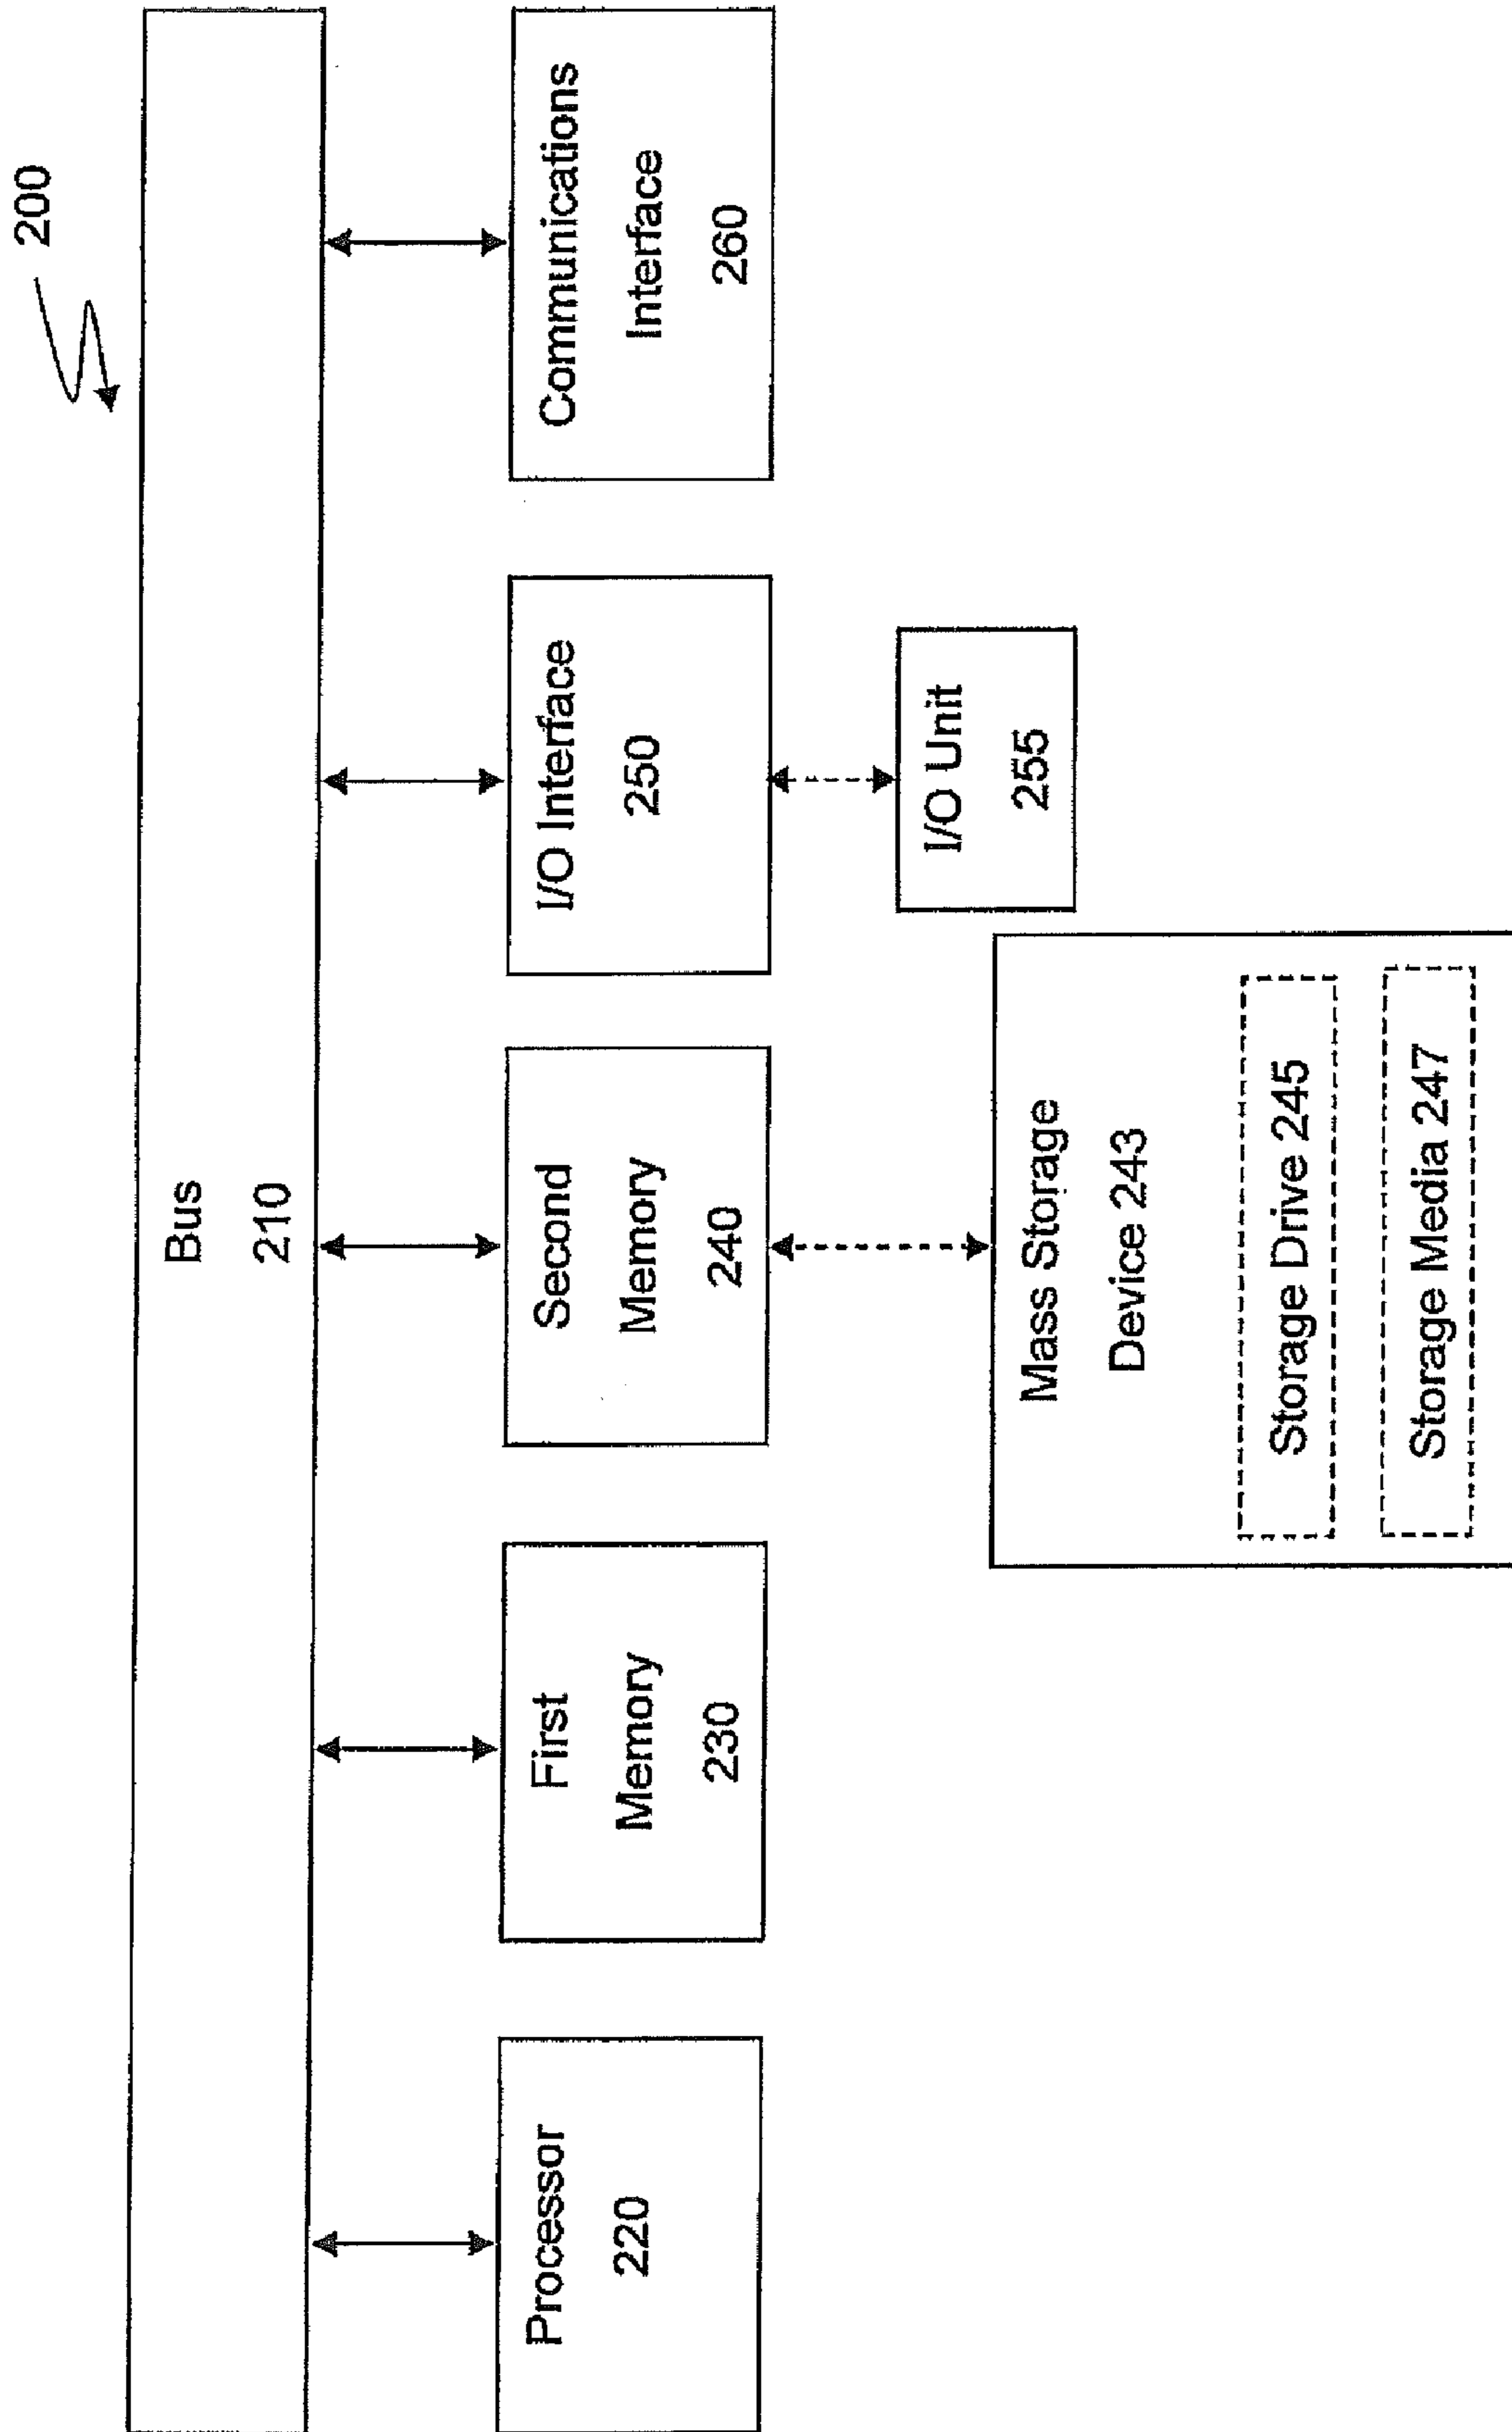 200
Bus
210
Processor
220
First
Memory
230
Second
Memory
240
I/O Interface
250
Communications
Interface
260
Mass Storage
Device 243
Storage Drive 245
Storage Media 247
I/O Unit
255